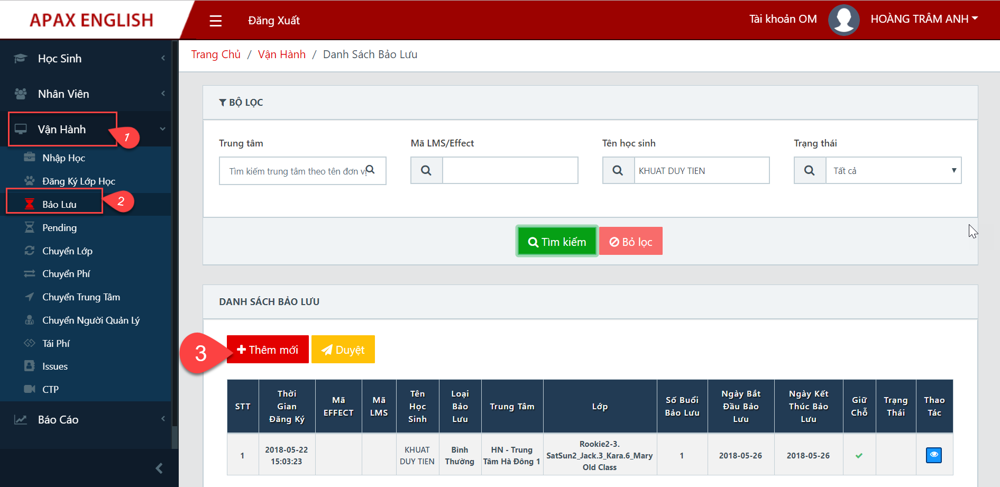 APAX ENGLISH
Đăng Xuất
Tài khoản OM
HOÀNG TRÂM ANH
Học Sinh
Nhân Viên
Vận Hành
1
Nhập Học
Đăng Ký Lớp Học
Bảo Lưu
2
Pending
Chuyển Lớp
Chuyển Phí
Chuyển Trung Tâm
Chuyển Người Quản Lý
Tái Phí
Issues
CTP
Báo Cáo
Trang Chủ / Vận Hành / Danh Sách Bảo Lưu
BỘ LỌC
Trung tâm
Mã LMS/Effect
Tên học sinh
Trạng thái
Tìm kiếm trung tâm theo tên đơn vị
KHUAT DUY TIEN
Tất cả
Tìm kiếm
Bỏ lọc
DANH SÁCH BẢO LƯU
3
Thêm mới
Duyệt
STT
Thời
Gian
Đăng Ký
Mã
EFFECT
Mã
LMS
Tên
Học
Sinh
Loại
Bảo
Lưu
Trung Tâm
Lớp
Số Buổi
Bảo Lưu
Ngày Bắt
Đầu Bảo
Lưu
Ngày Kết
Thúc Bảo
Lưu
Giữ
Chỗ
Trạng
Thái
Thao
Tác
1
2018-05-22
15:03:23
KHUAT
DUY TIEN
Bình
Thường
HN - Trung
Tâm Hà Đông 1
Rookie2-3.
SatSun2_Jack.3_Kara.6_Mary
Old Class
1
2018-05-26
2018-05-26